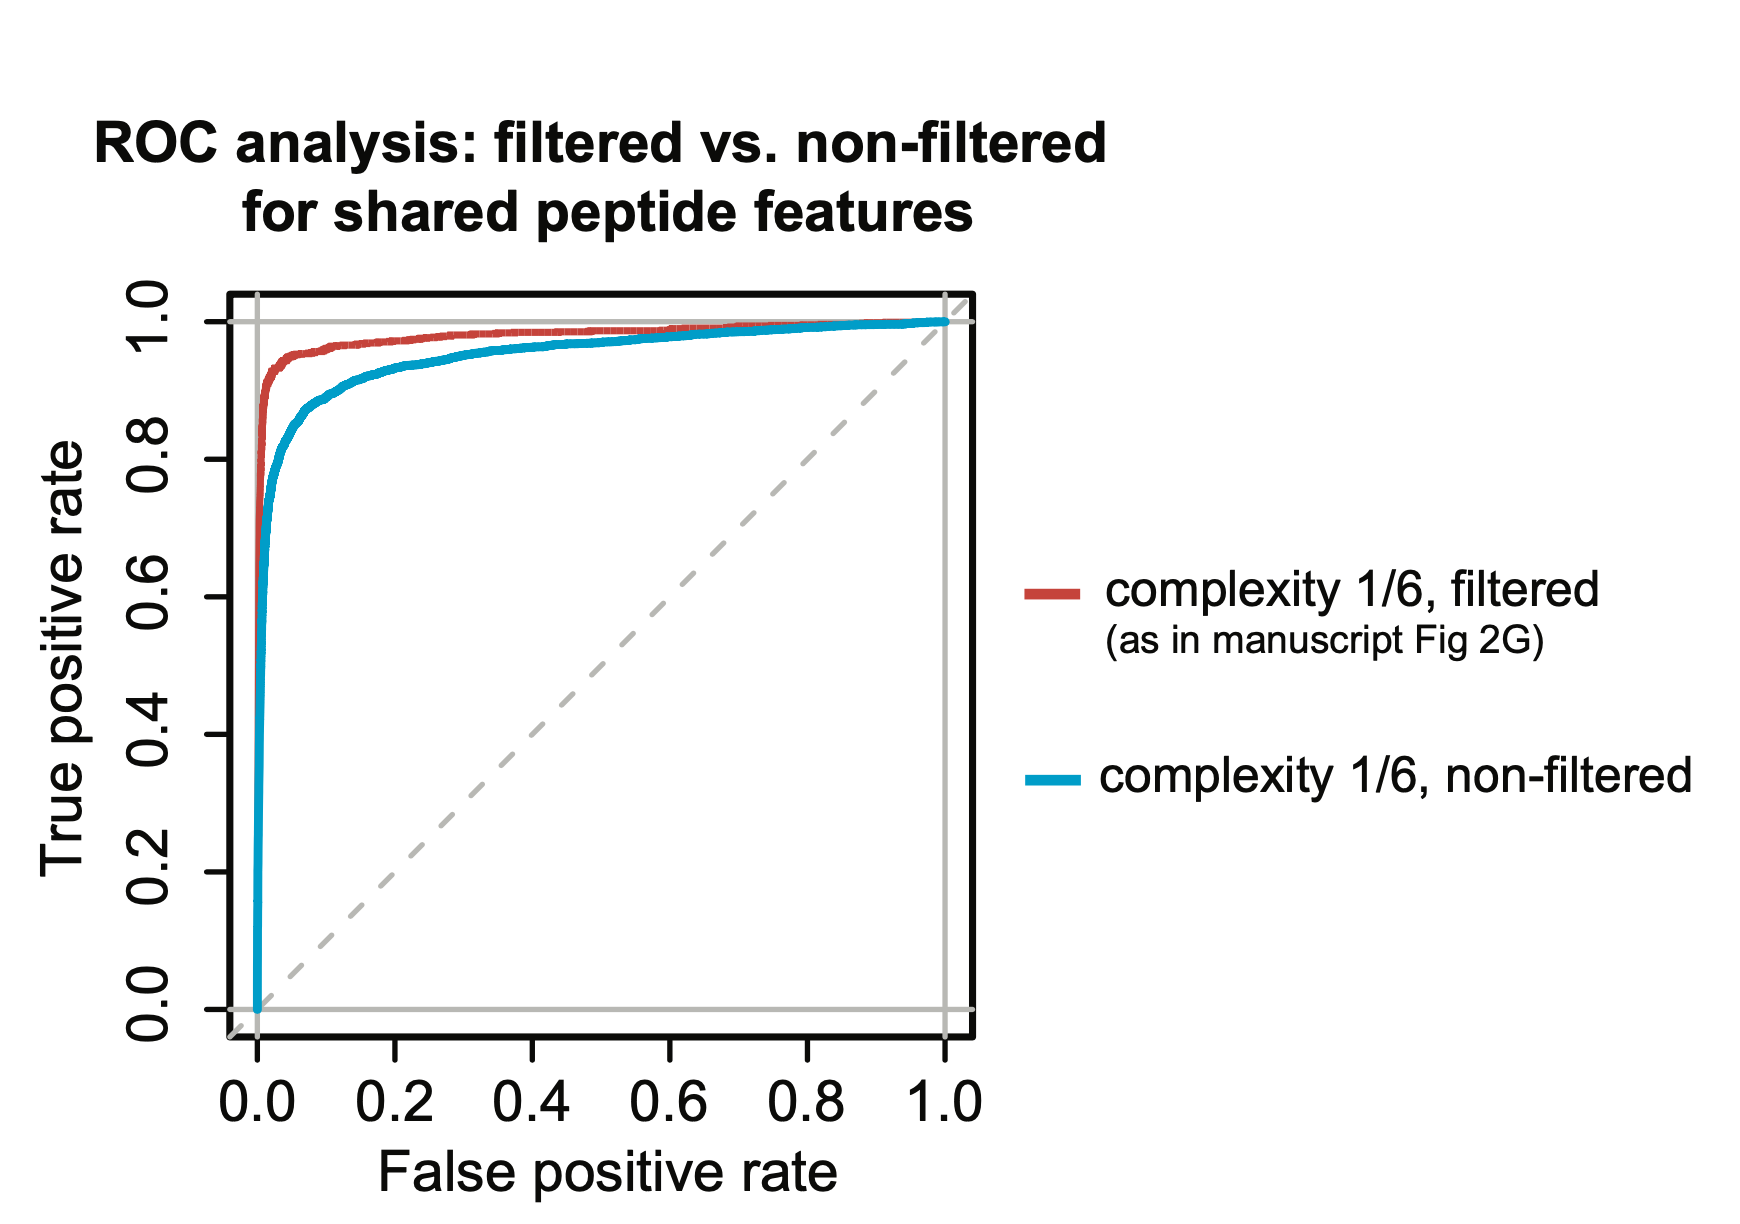 ROC analysis: filtered vs. non-filtered
for shared peptide features
True positive rate
1.0
0.8
0.6
0.4
0.2
0.0
0.0 0.2 0.4 0.6 0.8 1.0
False positive rate
complexity 1/6, filtered
(as in manuscript Fig 2G)
complexity 1/6, non-filtered